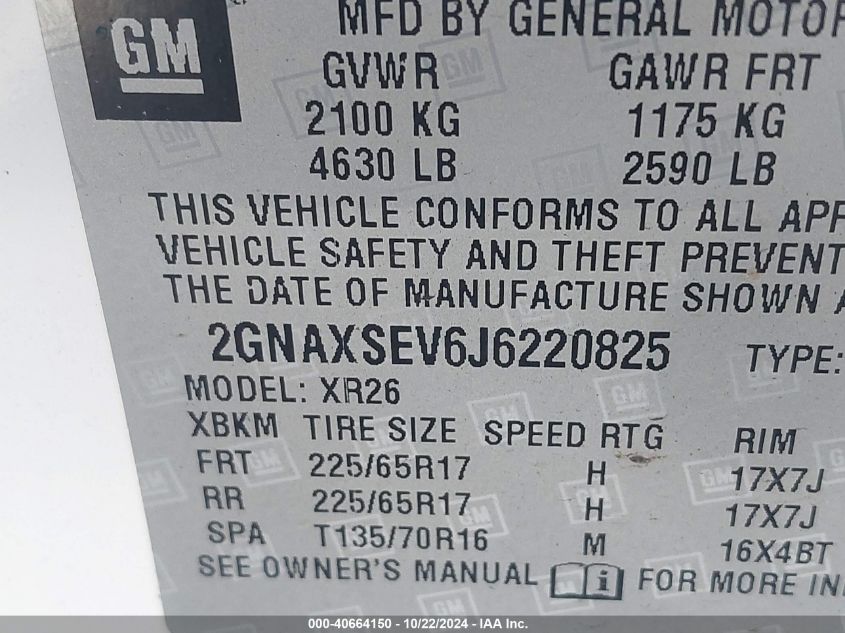 GM
MFD BY GENERAL MOTOR
GVWR GAWR FRT
2100 KG 1175 KG
4630 LB 2590 LB
THIS VEHICLE CONFORMS TO ALL APP
VEHICLE SAFETY AND THEFT PREVENT
THE DATE OF MANUFACTURE SHOWN A
2GNAXSEV6J6220825 TYPE:
MODEL: XR26
XBKM TIRE SIZE SPEED RTG RIM
FRT 225/65R17 H 17X7J
RR 225/65R17 H 17X7J
SPA T135/70R16 M 16X4BT
SEE OWNER'S MANUAL i FOR MORE IN
000-40664150 - 10/22/2024 - IAA Inc.